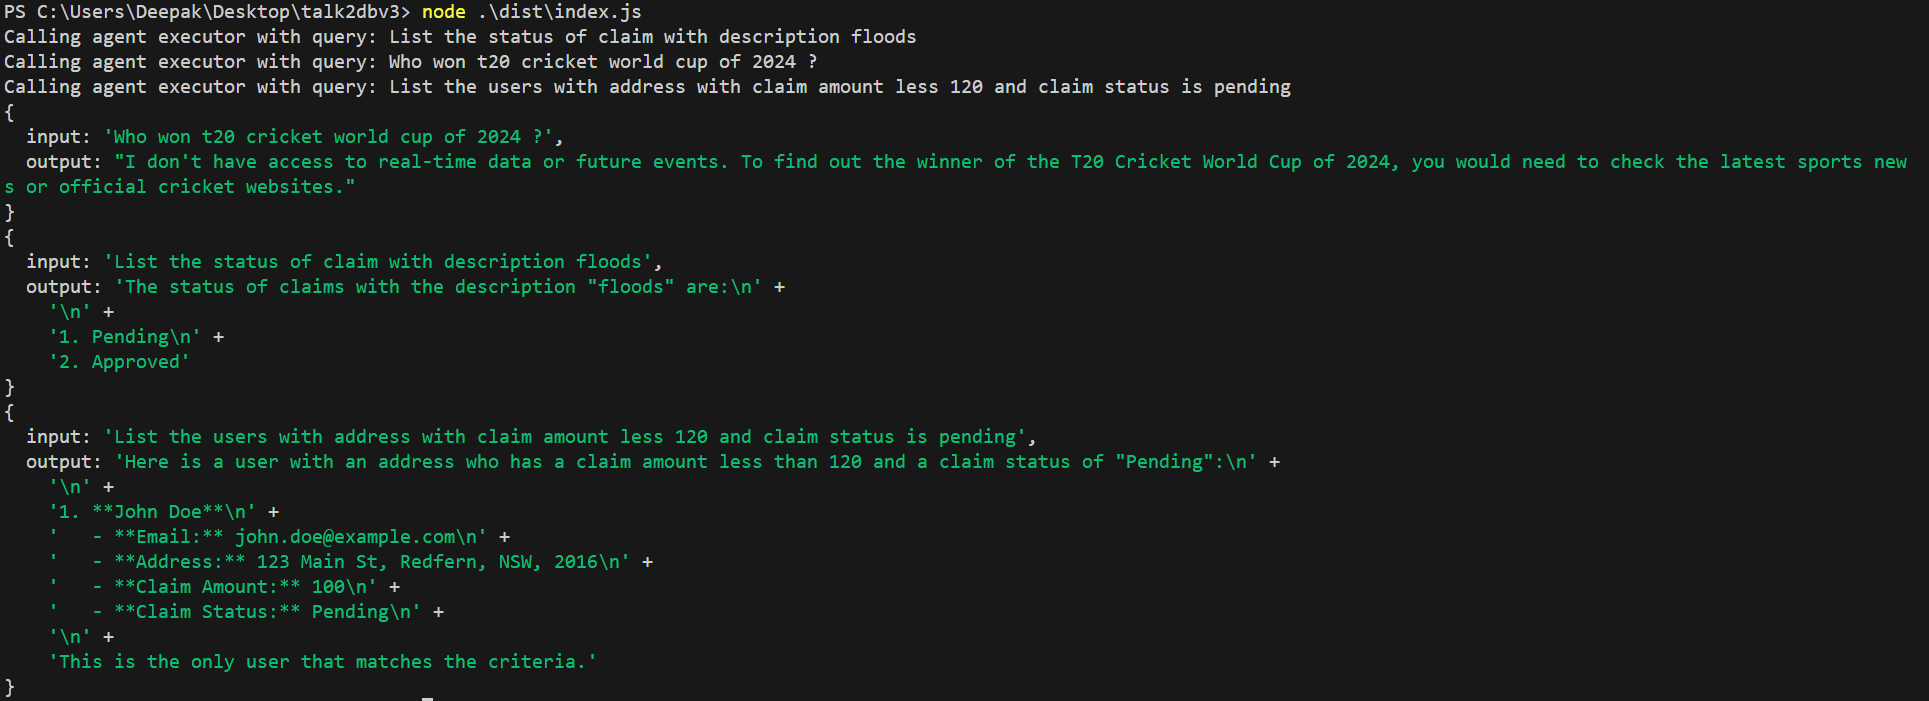 PS C:\Users\Deepak\Desktop\talk2dbv3> node .\dist\index.js
Calling agent executor with query: List the status of claim with description floods
Calling agent executor with query: Who won t20 cricket world cup of 2024 ?
Calling agent executor with query: List the users with address with claim amount less 120 and claim status is pending
{
  input: 'Who won t20 cricket world cup of 2024 ?',
  output: "I don't have access to real-time data or future events. To find out the winner of the T20 Cricket World Cup of 2024, you would need to check the latest sports new
s or official cricket websites."
}
{
  input: 'List the status of claim with description floods',
  output: 'The status of claims with the description "floods" are:\n' +
    '\n' +
    '1. Pending\n' +
    '2. Approved'
}
{
  input: 'List the users with address with claim amount less 120 and claim status is pending',
  output: 'Here is a user with an address who has a claim amount less than 120 and a claim status of "Pending":\n' +
    '\n' +
    '1. **John Doe**\n' +
    '   - **Email:** john.doe@example.com\n' +
    '   - **Address:** 123 Main St, Redfern, NSW, 2016\n' +
    '   - **Claim Amount:** 100\n' +
    '   - **Claim Status:** Pending\n' +
    '\n' +
    'This is the only user that matches the criteria.'
}